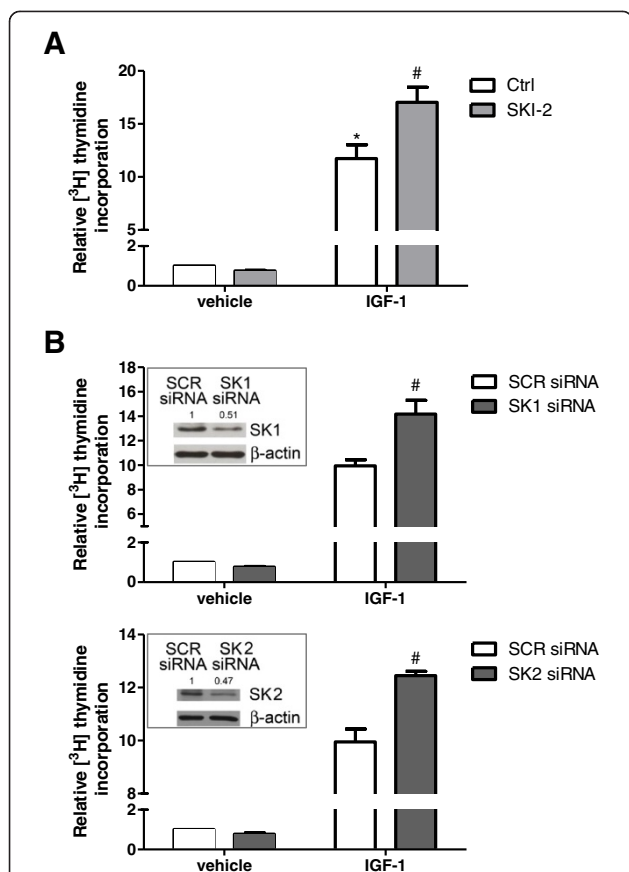 A
Relative [³H] thymidine
incorporation
20
15
10
5
2
0
*
#
vehicle
IGF-1
Ctrl
SKI-2
B
Relative [³H] thymidine
incorporation
18
16
14
12
10
8
6
2
0
SCR SK1
siRNA siRNA
1 0.51
SK1
β-actin
#
vehicle
IGF-1
SCR siRNA
SK1 siRNA
Relative [³H] thymidine
incorporation
14
12
10
8
2
0
SCR SK2
siRNA siRNA
1 0.47
SK2
β-actin
#
vehicle
IGF-1
SCR siRNA
SK2 siRNA